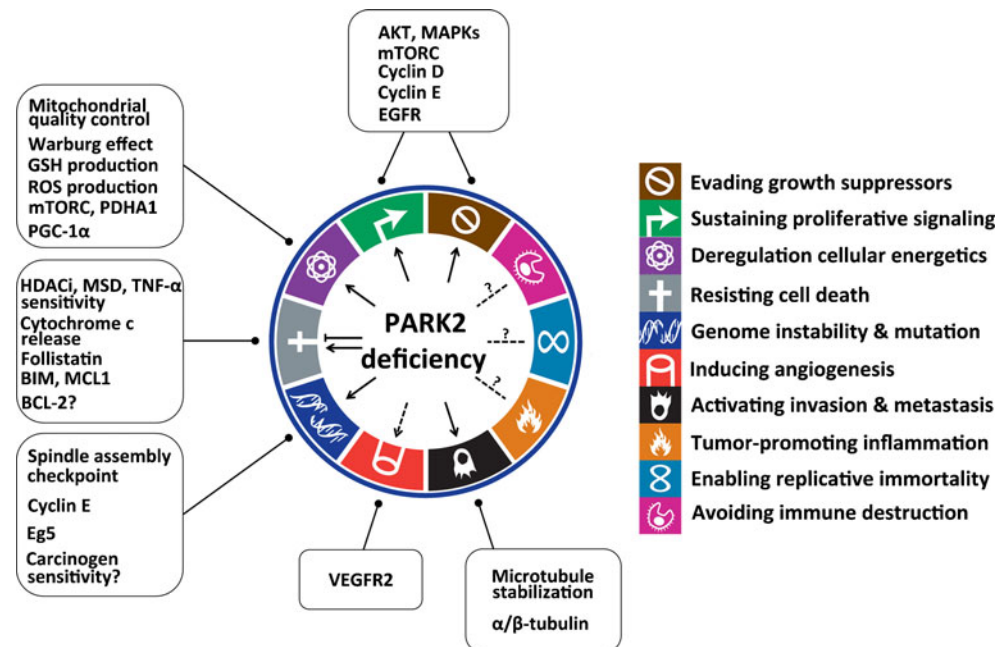 AKT, MAPKs
mTORC
Cyclin D
Cyclin E
EGFR
Mitochondrial
quality control
Warburg effect
GSH production
ROS production
mTORC, PDHA1
PGC-1α
HDACi, MSD, TNF-α
sensitivity
Cytochrome c
release
Follistatin
BIM, MCL1
BCL-2?
Spindle assembly
checkpoint
Cyclin E
Eg5
Carcinogen
sensitivity?
PARK2
deficiency
?
?
?
VEGFR2
Microtubule
stabilization
α/β-tubulin
Evading growth suppressors
Sustaining proliferative signaling
Deregulation cellular energetics
Resisting cell death
Genome instability & mutation
Inducing angiogenesis
Activating invasion & metastasis
Tumor-promoting inflammation
Enabling replicative immortality
Avoiding immune destruction